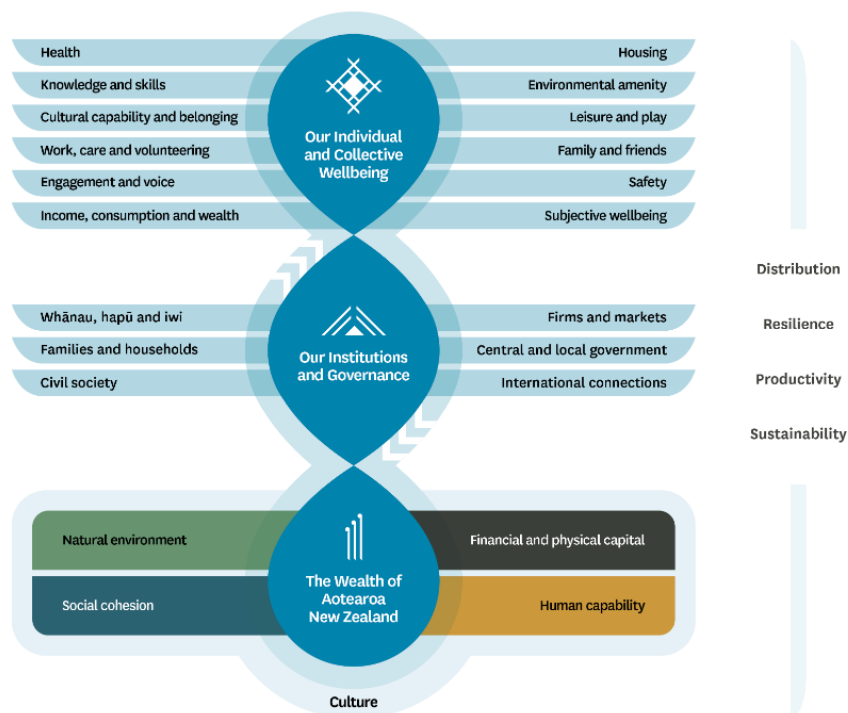 Health
Housing
Knowledge and skills
Environmental amenity
Cultural capability and belonging
Leisure and play
Work, care and volunteering
Family and friends
Engagement and voice
Safety
Income, consumption and wealth
Subjective wellbeing
Our Individual
and Collective
Wellbeing
Whānau, hapū and iwi
Firms and markets
Families and households
Central and local government
Civil society
International connections
Our Institutions
and Governance
Natural environment
Financial and physical capital
Social cohesion
Human capability
The Wealth of
Aotearoa
New Zealand
Culture
Distribution
Resilience
Productivity
Sustainability